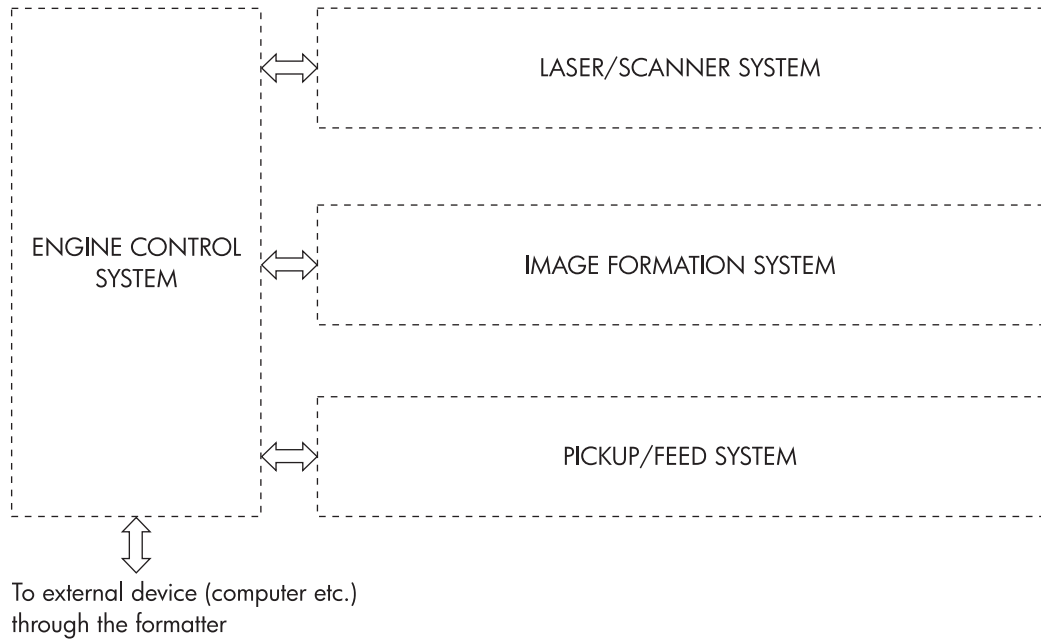 LASER/SCANNER SYSTEM
ENGINE CONTROL
SYSTEM
IMAGE FORMATION SYSTEM
PICKUP/FEED SYSTEM
To external device (computer etc.)
through the formatter